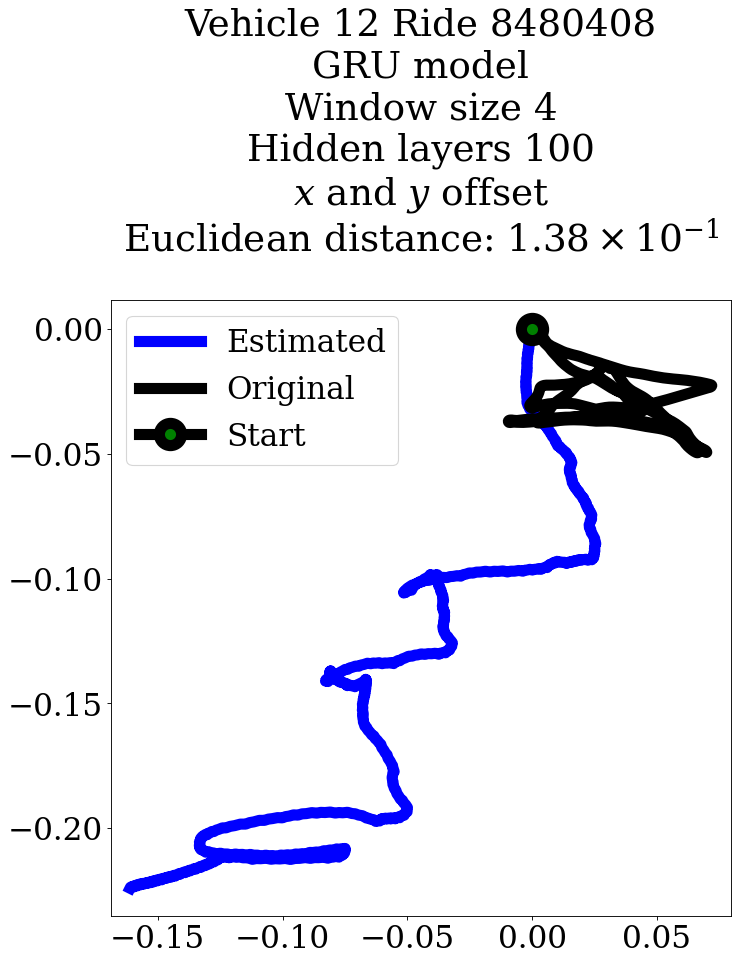 Vehicle 12 Ride 8480408
GRU model
Window size 4
Hidden layers 100
x and y offset
Euclidean distance: 1.38 × 10⁻¹
Estimated
Original
Start
0.00
−0.05
−0.10
−0.15
−0.20
−0.15 −0.10 −0.05 0.00 0.05